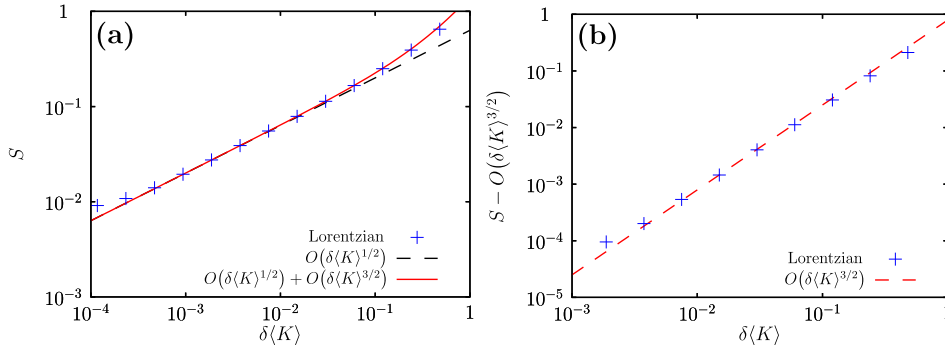 (a)
1
10⁻¹
10⁻²
10⁻³
S
10⁻⁴ 10⁻³ 10⁻² 10⁻¹ 1
δ⟨K⟩
Lorentzian
O(δ⟨K⟩^{1/2})
O(δ⟨K⟩^{1/2}) + O(δ⟨K⟩^{3/2})
(b)
1
10⁻¹
10⁻²
10⁻³
10⁻⁴
10⁻⁵
S − O(δ⟨K⟩^{3/2})
10⁻³ 10⁻² 10⁻¹ 1
δ⟨K⟩
Lorentzian
O(δ⟨K⟩^{3/2})